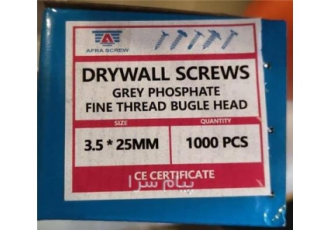 AFRA SCREW
DRYWALL SCREWS
GREY PHOSPHATE
FINE THREAD BUGLE HEAD
SIZE
QUANTITY
3.5 * 25MM
1000 PCS
CE CERTIFICATE
پیام سرا